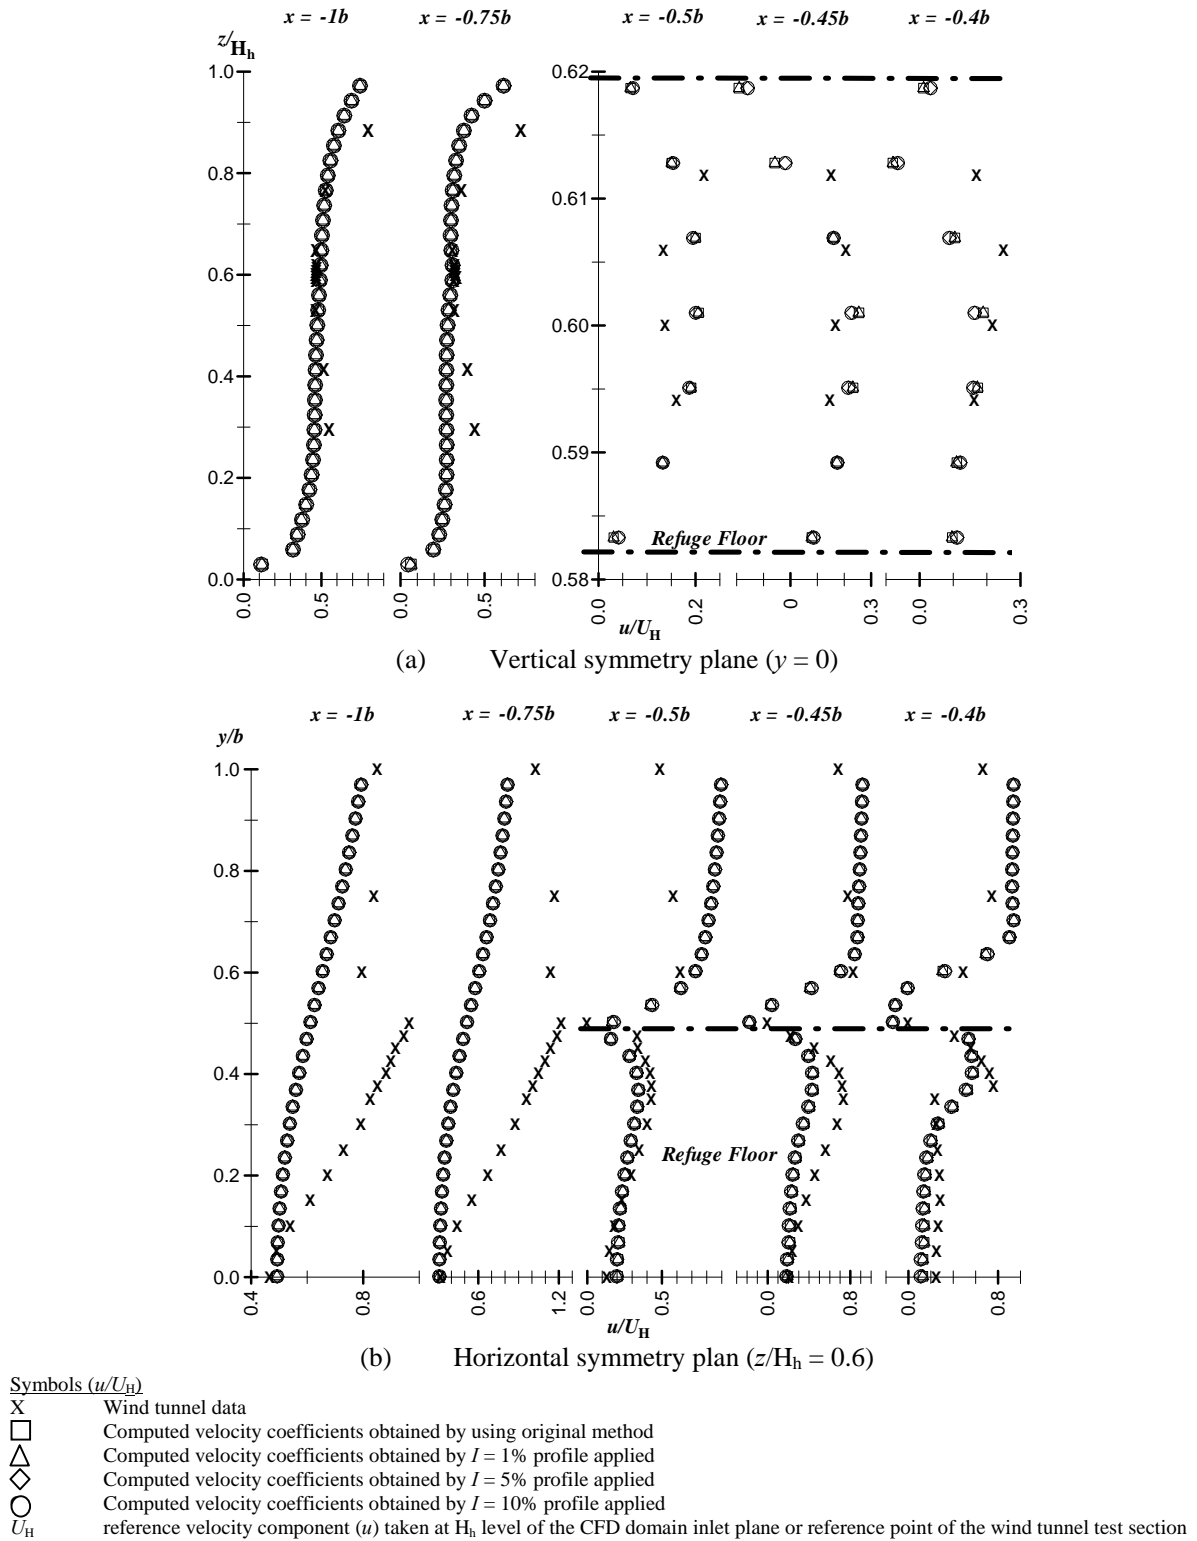 x = -1b x = -0.75b x = -0.5b x = -0.45b x = -0.4b
z/Hh
1.0
0.8
0.6
0.4
0.2
0.0
0.62
0.61
0.60
0.59
0.58
Refuge Floor
0.0 0.5 0.0 0.5 0.0 0.2 0 0.3 0.0 0.3
u/UH
(a) Vertical symmetry plane (y = 0)
x = -1b x = -0.75b x = -0.5b x = -0.45b x = -0.4b
y/b
1.0
0.8
0.6
0.4
0.2
0.0
Refuge Floor
0.4 0.8 0.6 1.2 0.0 0.5 0.0 0.8 0.0 0.8
u/UH
(b) Horizontal symmetry plan (z/Hh = 0.6)
Symbols (u/UH)
X Wind tunnel data
□ Computed velocity coefficients obtained by using original method
△ Computed velocity coefficients obtained by I = 1% profile applied
◇ Computed velocity coefficients obtained by I = 5% profile applied
○ Computed velocity coefficients obtained by I = 10% profile applied
UH reference velocity component (u) taken at Hh level of the CFD domain inlet plane or reference point of the wind tunnel test section